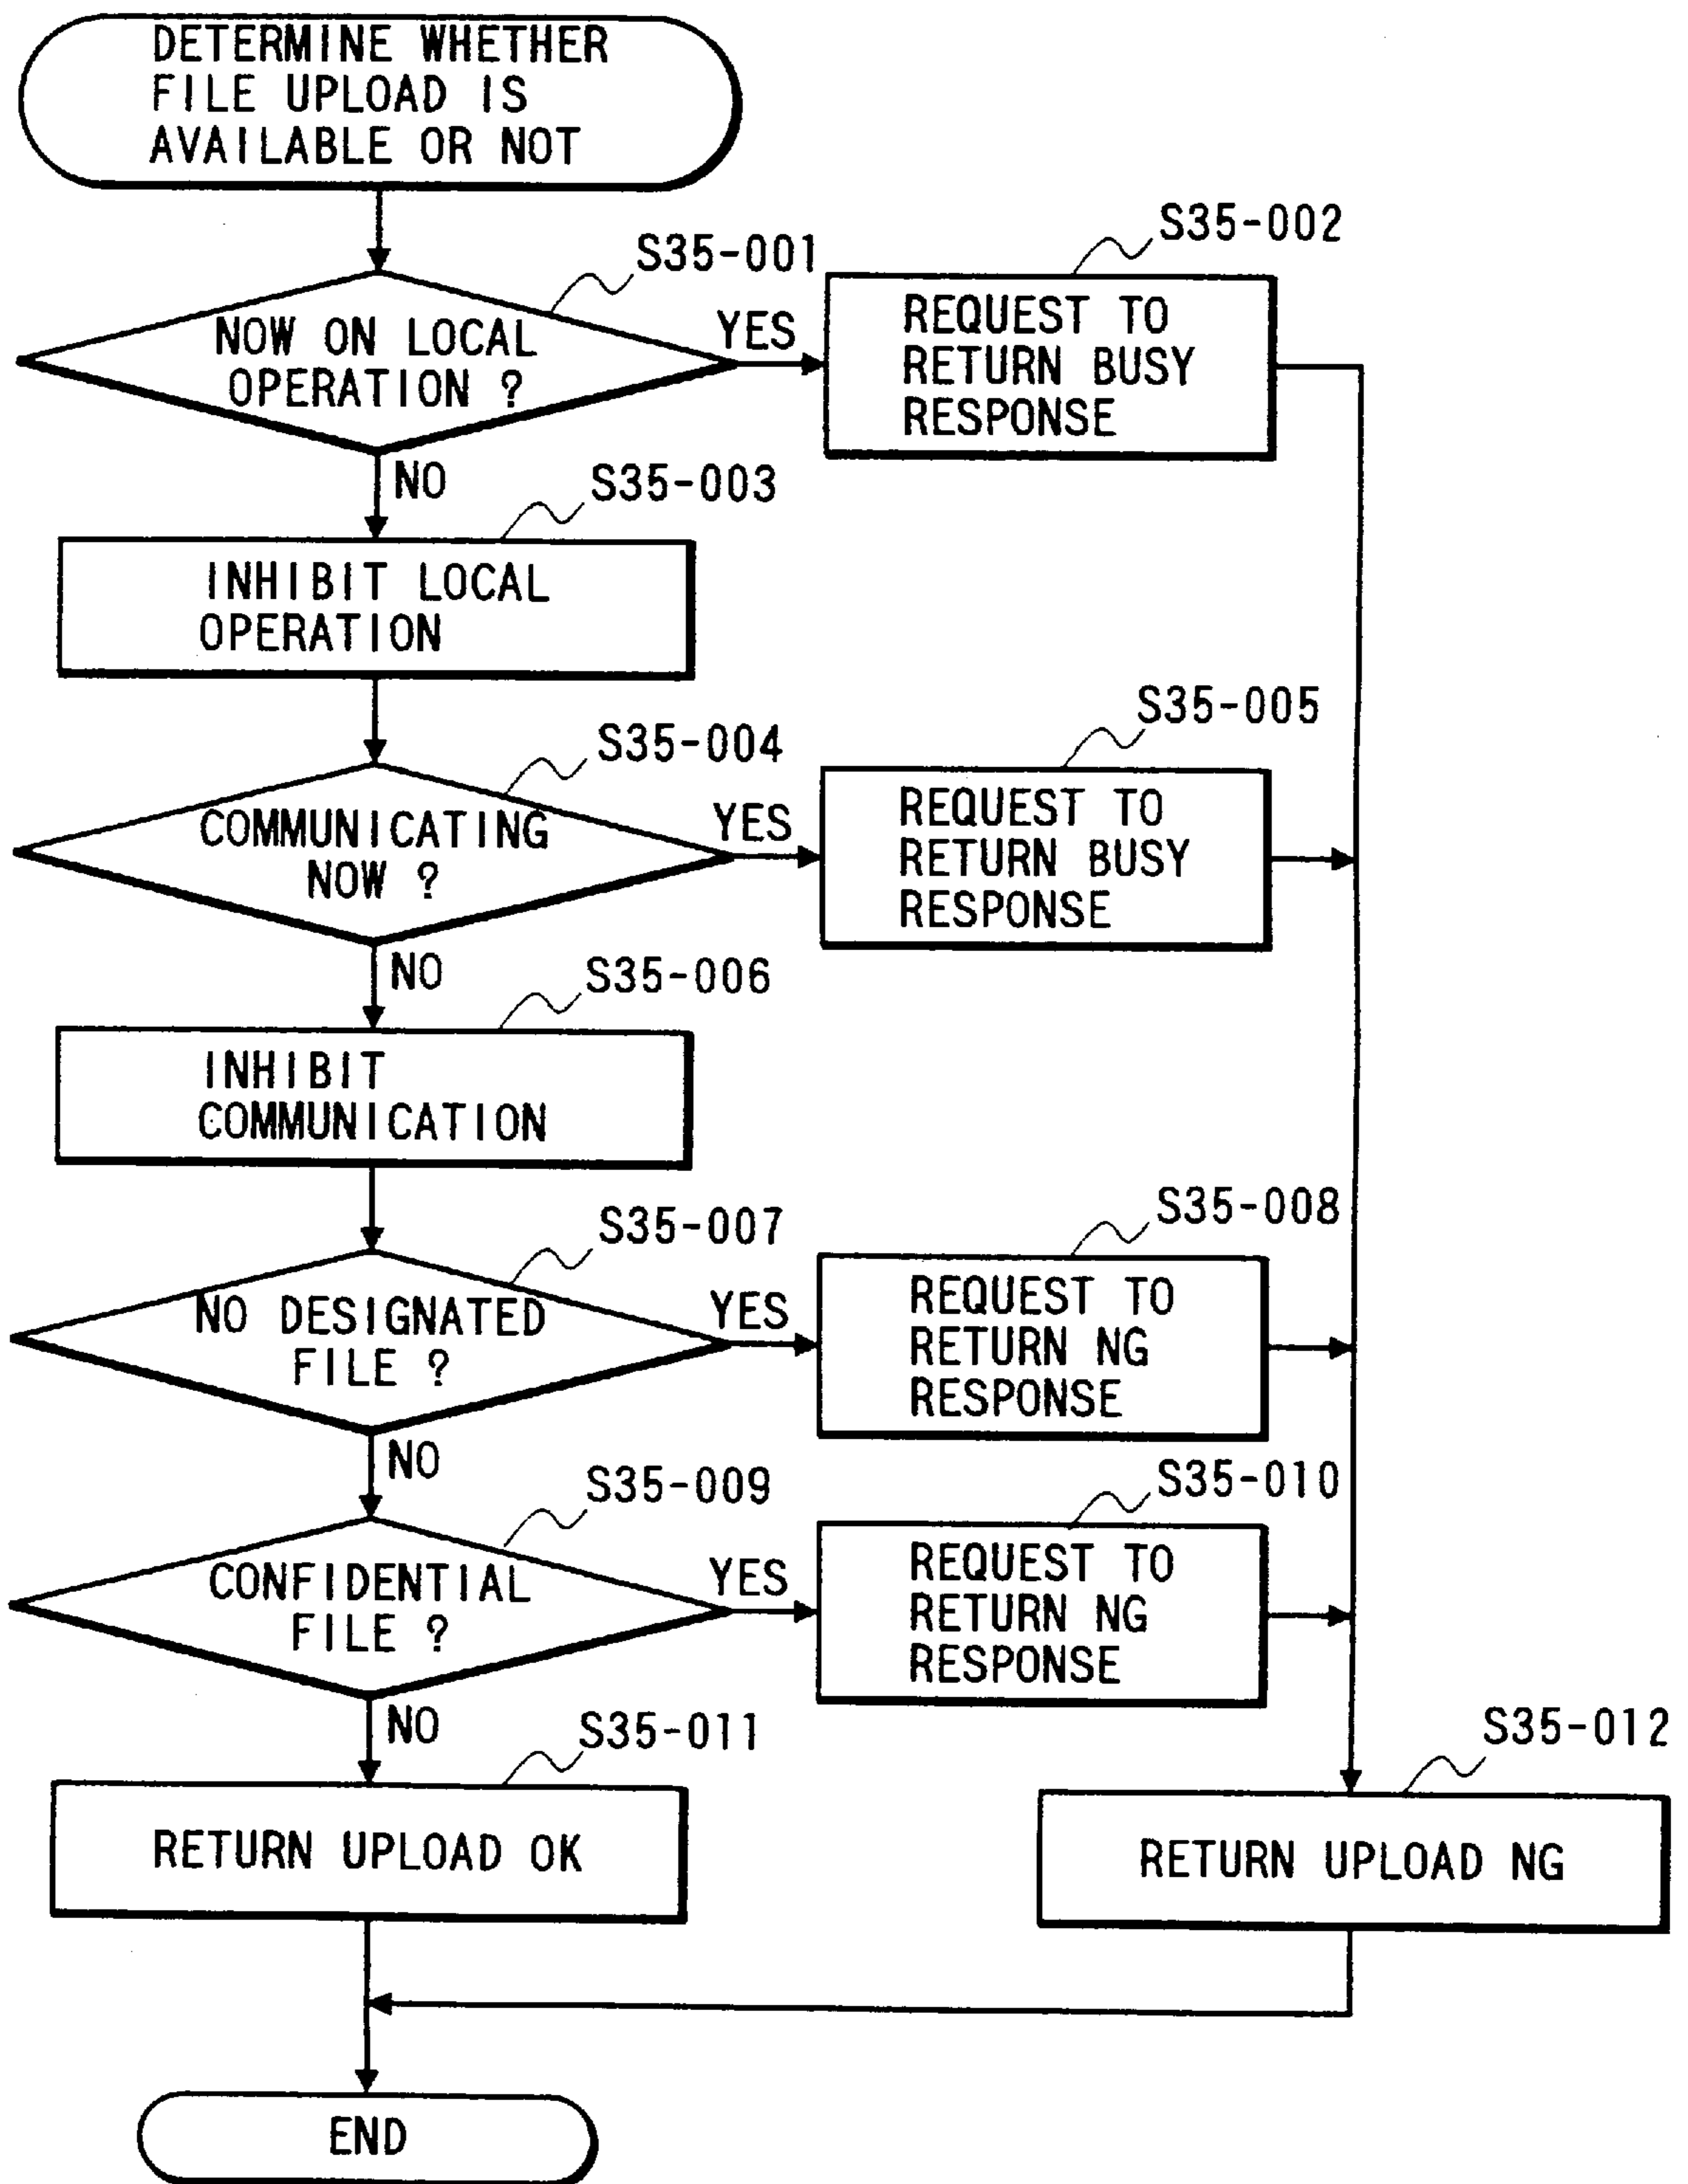 DETERMINE WHETHER
FILE UPLOAD IS
AVAILABLE OR NOT
S35-001
NOW ON LOCAL
OPERATION ?
YES
S35-002
REQUEST TO
RETURN BUSY
RESPONSE
NO
S35-003
INHIBIT LOCAL
OPERATION
S35-004
COMMUNICATING
NOW ?
YES
S35-005
REQUEST TO
RETURN BUSY
RESPONSE
NO
S35-006
INHIBIT
COMMUNICATION
S35-007
NO DESIGNATED
FILE ?
YES
S35-008
REQUEST TO
RETURN NG
RESPONSE
NO
S35-009
CONFIDENTIAL
FILE ?
YES
S35-010
REQUEST TO
RETURN NG
RESPONSE
NO
S35-011
RETURN UPLOAD OK
S35-012
RETURN UPLOAD NG
END